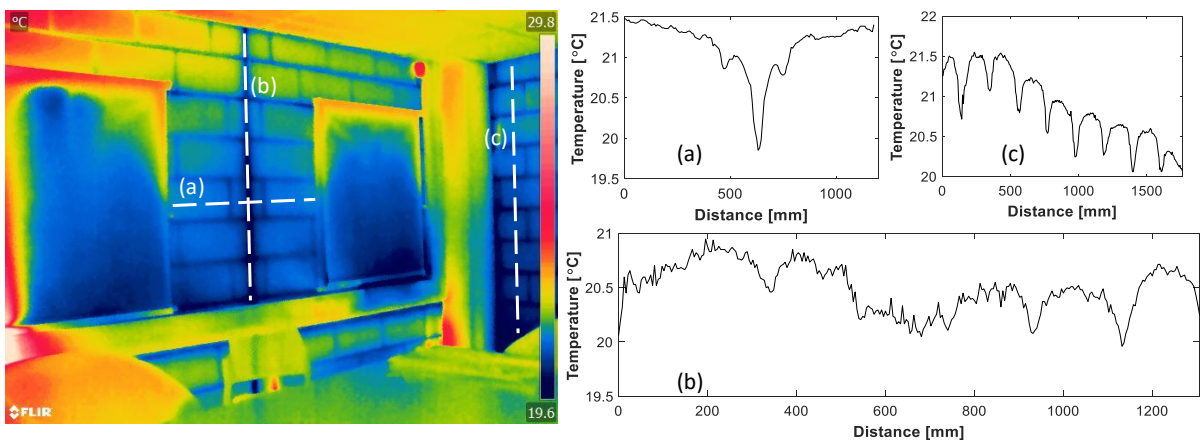 °C
29.8
(b)
(c)
(a)
FLIR
19.6
21.5
21
20.5
20
19.5
Temperature [°C]
(a)
0
500
1000
Distance [mm]
22
21.5
21
20.5
20
Temperature [°C]
(c)
0
500
1000
1500
Distance [mm]
21
20.5
20
19.5
Temperature [°C]
(b)
0
200
400
600
800
1000
1200
Distance [mm]